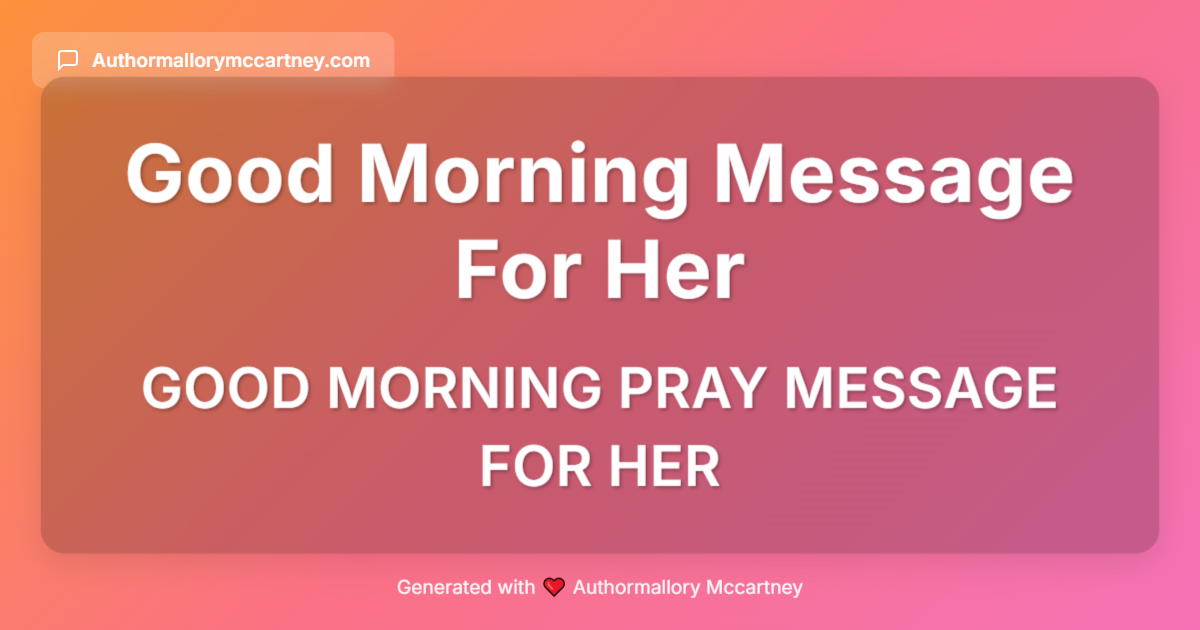 Authormallorymccartney.com
Good Morning Message
For Her
GOOD MORNING PRAY MESSAGE
FOR HER
Generated with ❤️ Authormallory Mccartney